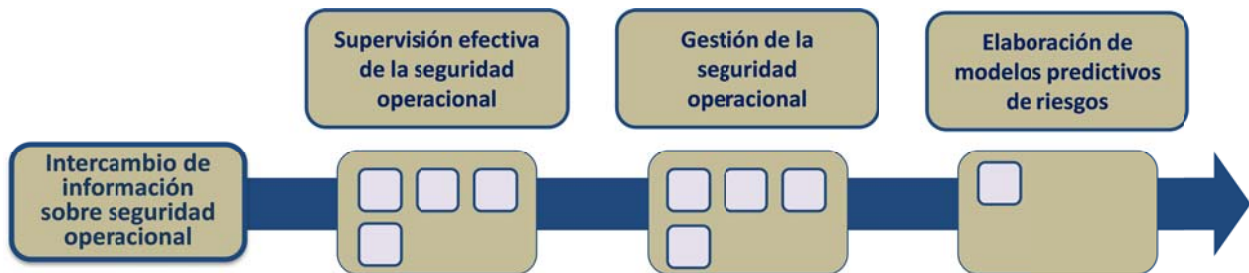 Supervisión efectiva
de la seguridad
operacional
Gestión de la
seguridad
operacional
Elaboración de
modelos predictivos
de riesgos
Intercambio de
información
sobre seguridad
operacional